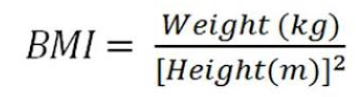 BMI = Weight (kg) / [Height(m)]²